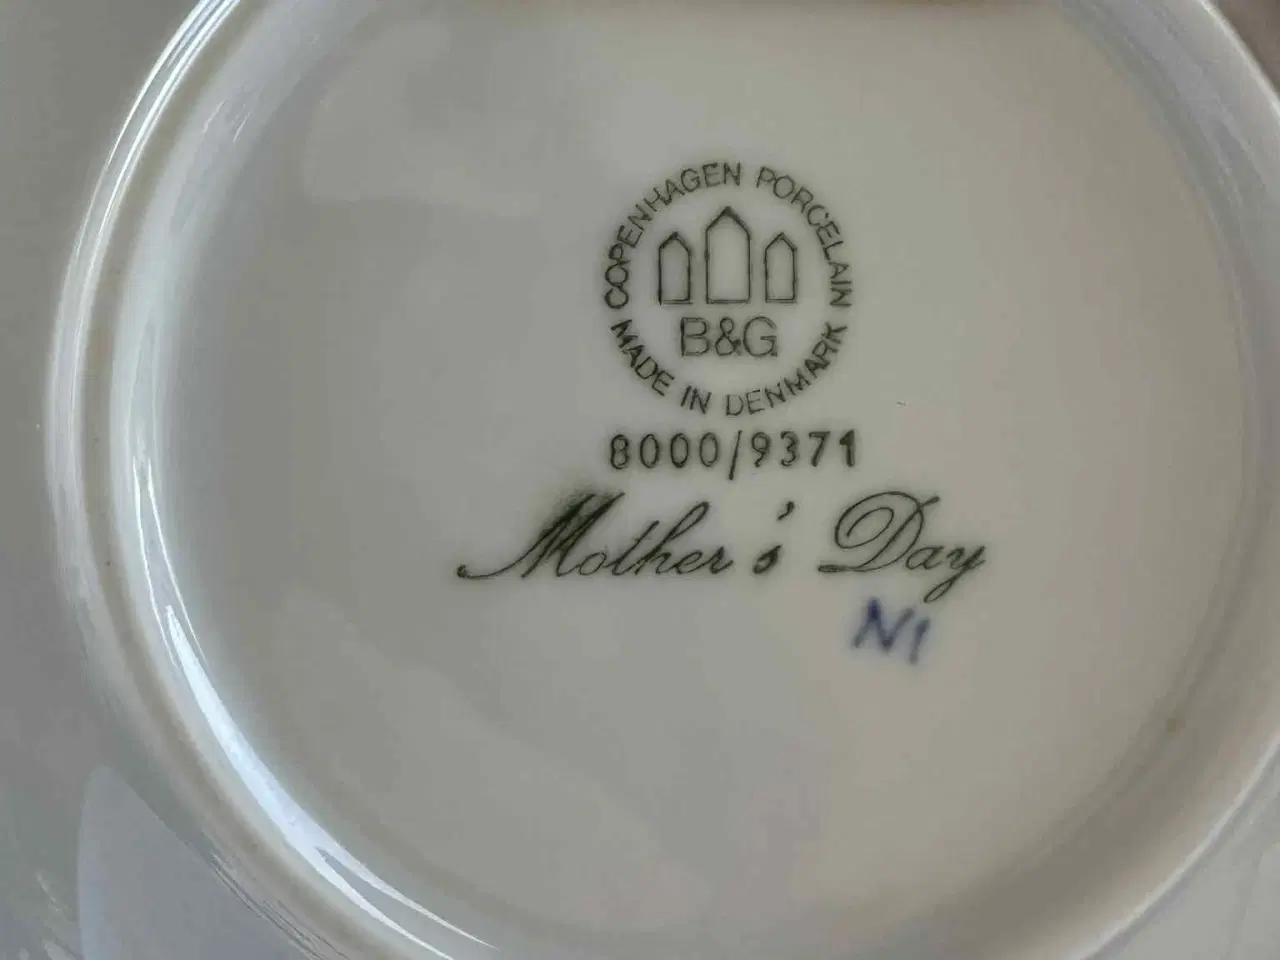 COPENHAGEN PORCELAIN
B&G
MADE IN DENMARK
8000/9371
Mother's Day
N1